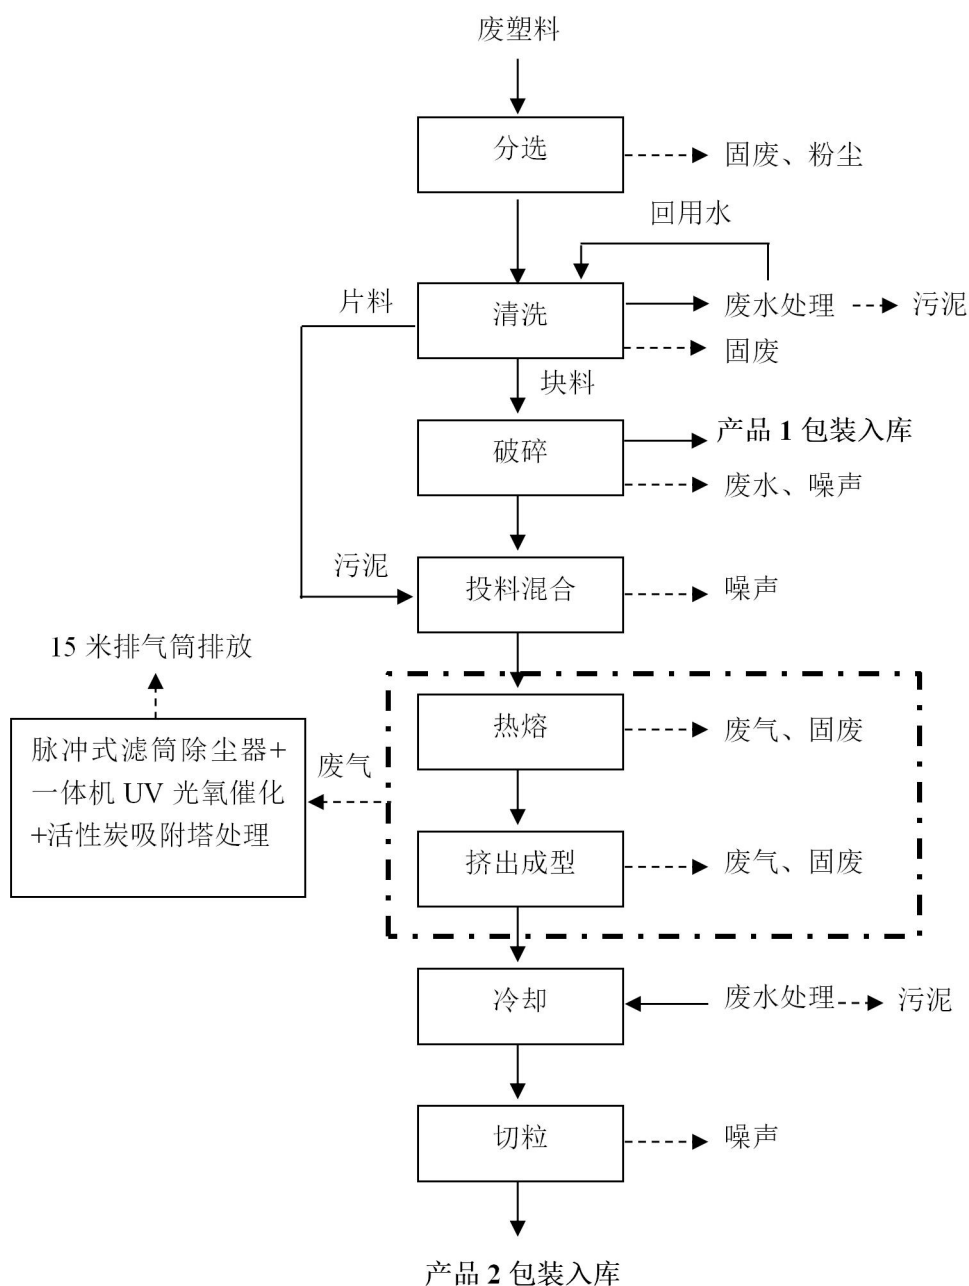 废塑料
分选
固废、粉尘
回用水
片料
清洗
废水处理
污泥
固废
块料
产品 1 包装入库
破碎
废水、噪声
污泥
投料混合
噪声
15 米排气筒排放
热熔
废气、固废
脉冲式滤筒除尘器+
一体机 UV 光氧催化
+活性炭吸附塔处理
废气
挤出成型
废气、固废
冷却
废水处理
污泥
切粒
噪声
产品 2 包装入库